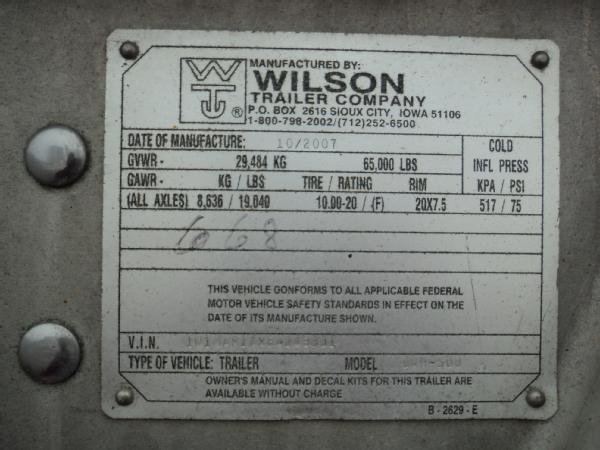 MANUFACTURED BY:
WILSON
TRAILER COMPANY
P.O. BOX 2616 SIOUX CITY, IOWA 51106
1-800-798-2002/(712)252-6500
WT ®
DATE OF MANUFACTURE: 10/2007
COLD
INFL PRESS
KPA / PSI
GVWR - 29,484 KG 65,000 LBS
GAWR - KG / LBS TIRE / RATING RIM
(ALL AXLES) 8,636 / 19,040 10.00-20 / (F) 20X7.5 517 / 75
6068
THIS VEHICLE CONFORMS TO ALL APPLICABLE FEDERAL
MOTOR VEHICLE SAFETY STANDARDS IN EFFECT ON THE
DATE OF ITS MANUFACTURE SHOWN.
V.I.N.
TYPE OF VEHICLE: TRAILER MODEL
OWNER'S MANUAL AND DECAL KITS FOR THIS TRAILER ARE
AVAILABLE WITHOUT CHARGE
B - 2629 - E